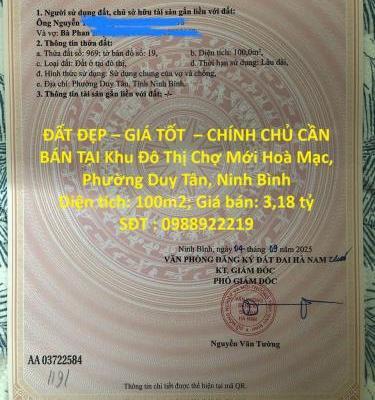 1. Người sử dụng đất, chủ sở hữu tài sản gắn liền với đất:
Ông Nguyễn
Và vợ: Bà Phan
2. Thông tin thửa đất:
a. Thửa đất số: 969; tờ bản đồ số: 19, b. Diện tích: 100,0m²,
c. Loại đất: Đất ở tại đô thị, d. Thời hạn sử dụng: Lâu dài,
đ. Hình thức sử dụng: Sử dụng chung của vợ và chồng,
e. Địa chỉ: Phường Duy Tân, Tỉnh Ninh Bình.
3. Thông tin tài sản gắn liền với đất: -/-
ĐẤT ĐẸP – GIÁ TỐT – CHÍNH CHỦ CẦN
BÁN TẠI Khu Đô Thị Chợ Mới Hoà Mạc,
Phường Duy Tân, Ninh Bình
Diện tích: 100m2; Giá bán: 3,18 tỷ
SĐT : 0988922219
Ninh Bình, ngày 04 tháng 09 năm 2025
VĂN PHÒNG ĐĂNG KÝ ĐẤT ĐAI HÀ NAM
KT. GIÁM ĐỐC
PHÓ GIÁM ĐỐC
Nguyễn Văn Tường
AA 03722584
1191
Thông tin chi tiết được thể hiện tại mã QR.